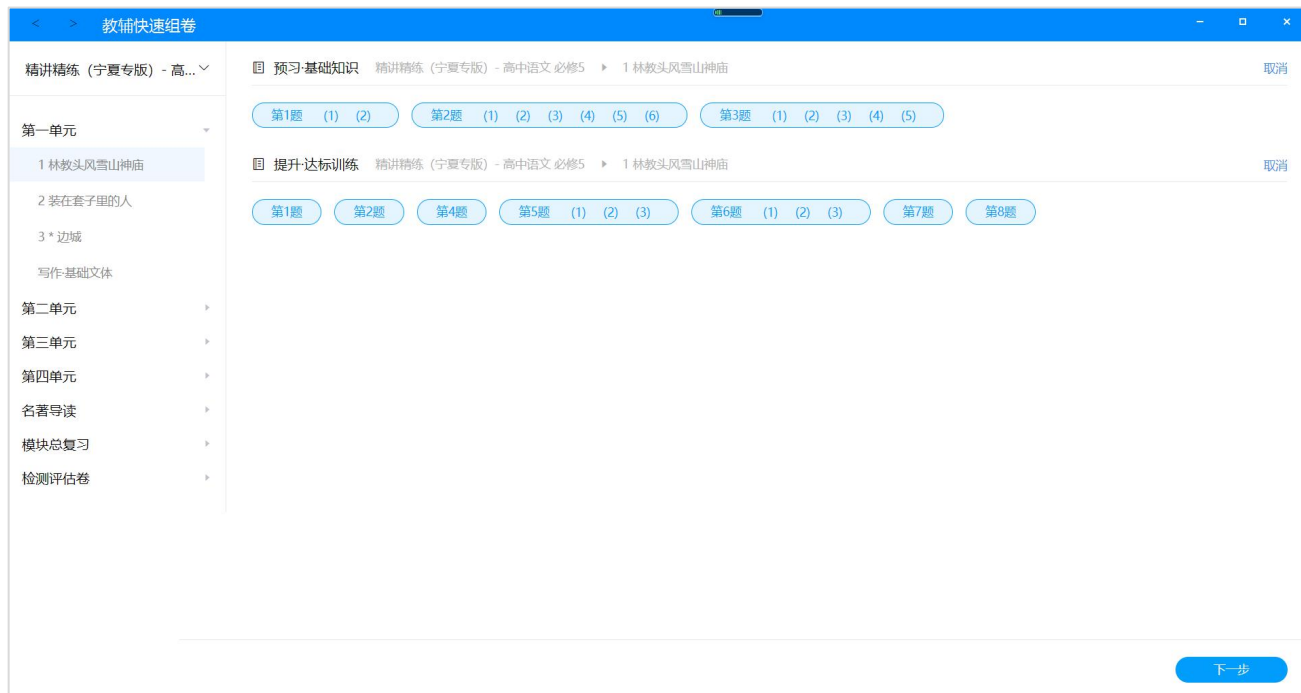 < > 教辅快速组卷
精讲精练（宁夏专版）- 高...
第一单元
1 林教头风雪山神庙
2 装在套子里的人
3 * 边城
写作·基础文体
第二单元
第三单元
第四单元
名著导读
模块总复习
检测评估卷
预习·基础知识 精讲精练（宁夏专版）- 高中语文 必修5 1 林教头风雪山神庙 取消
第1题 (1) (2) 第2题 (1) (2) (3) (4) (5) (6) 第3题 (1) (2) (3) (4) (5)
提升·达标训练 精讲精练（宁夏专版）- 高中语文 必修5 1 林教头风雪山神庙 取消
第1题 第2题 第4题 第5题 (1) (2) (3) 第6题 (1) (2) (3) 第7题 第8题
下一步